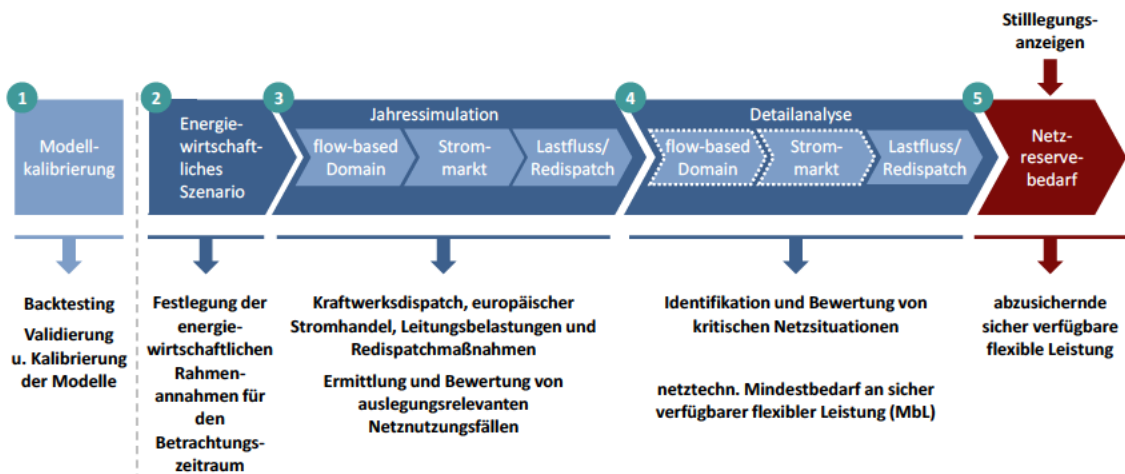 Stilllegungs-
anzeigen
1
Modell-
kalibrierung
2
Energie-
wirtschaft-
liches
Szenario
3
Jahressimulation
flow-based
Domain
Strom-
markt
Lastfluss/
Redispatch
4
Detailanalyse
flow-based
Domain
Strom-
markt
Lastfluss/
Redispatch
5
Netz-
reserve-
bedarf
Backtesting
Validierung
u. Kalibrierung
der Modelle
Festlegung der
energie-
wirtschaftlichen
Rahmen-
annahmen für
den
Betrachtungs-
zeitraum
Kraftwerksdispatch, europäischer
Stromhandel, Leitungsbelastungen und
Redispatchmaßnahmen
Ermittlung und Bewertung von
auslegungsrelevanten
Netznutzungsfällen
Identifikation und Bewertung von
kritischen Netzsituationen
netztechn. Mindestbedarf an sicher
verfügbarer flexibler Leistung (MbL)
abzusichernde
sicher verfügbare
flexible Leistung